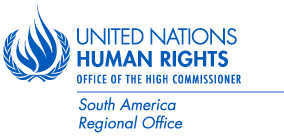 UNITED NATIONS
HUMAN RIGHTS
OFFICE OF THE HIGH COMMISSIONER
South America
Regional Office